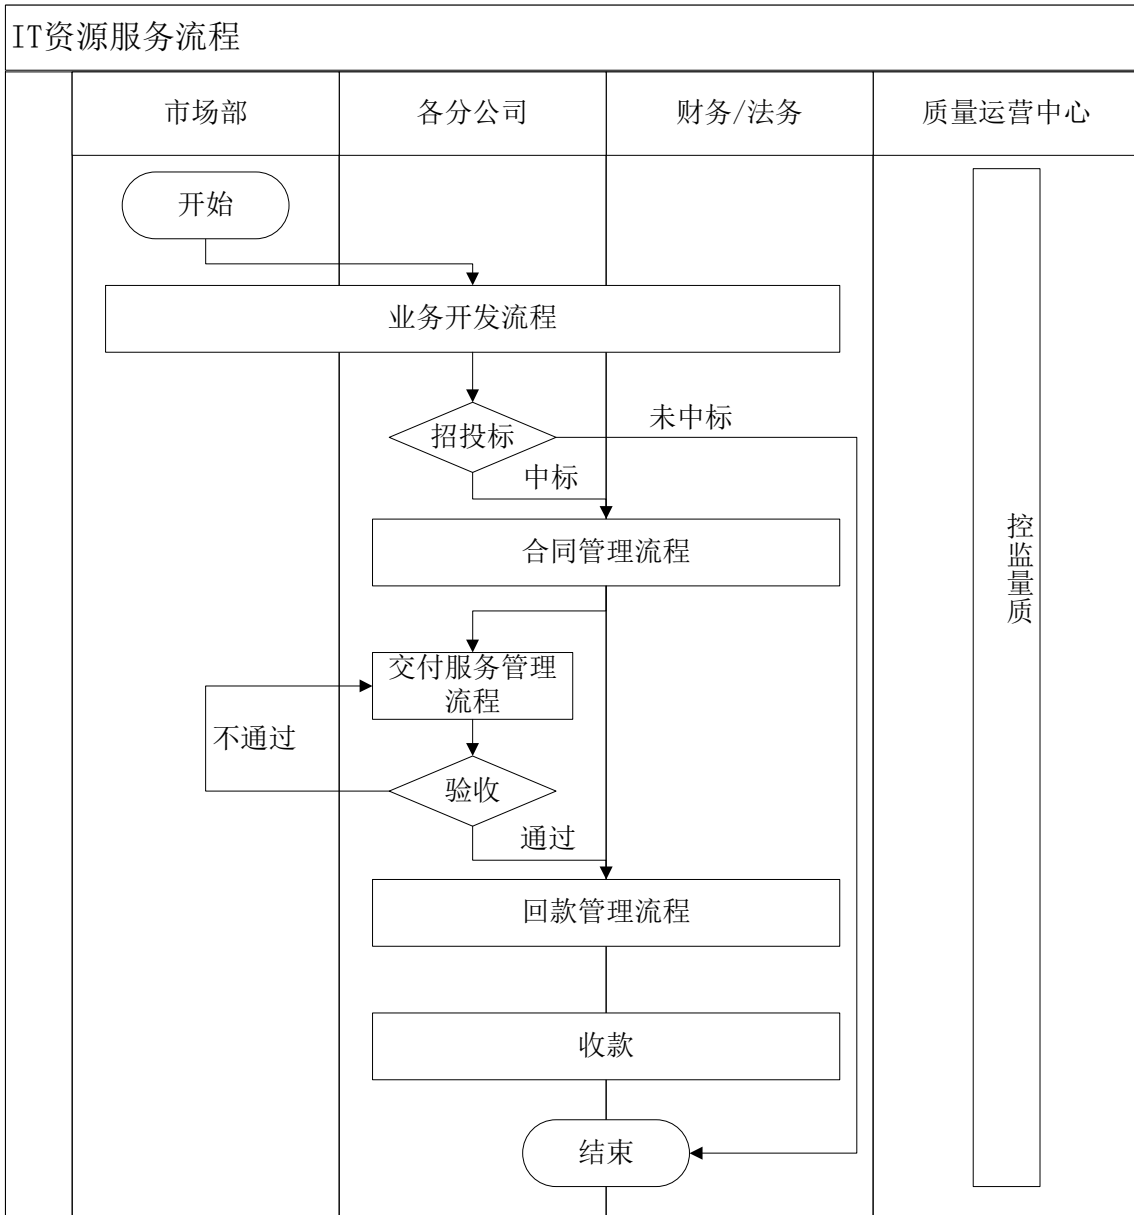 IT资源服务流程
市场部
各分公司
财务/法务
质量运营中心
开始
业务开发流程
招投标
未中标
中标
合同管理流程
控监量质
交付服务管理
流程
不通过
验收
通过
回款管理流程
收款
结束